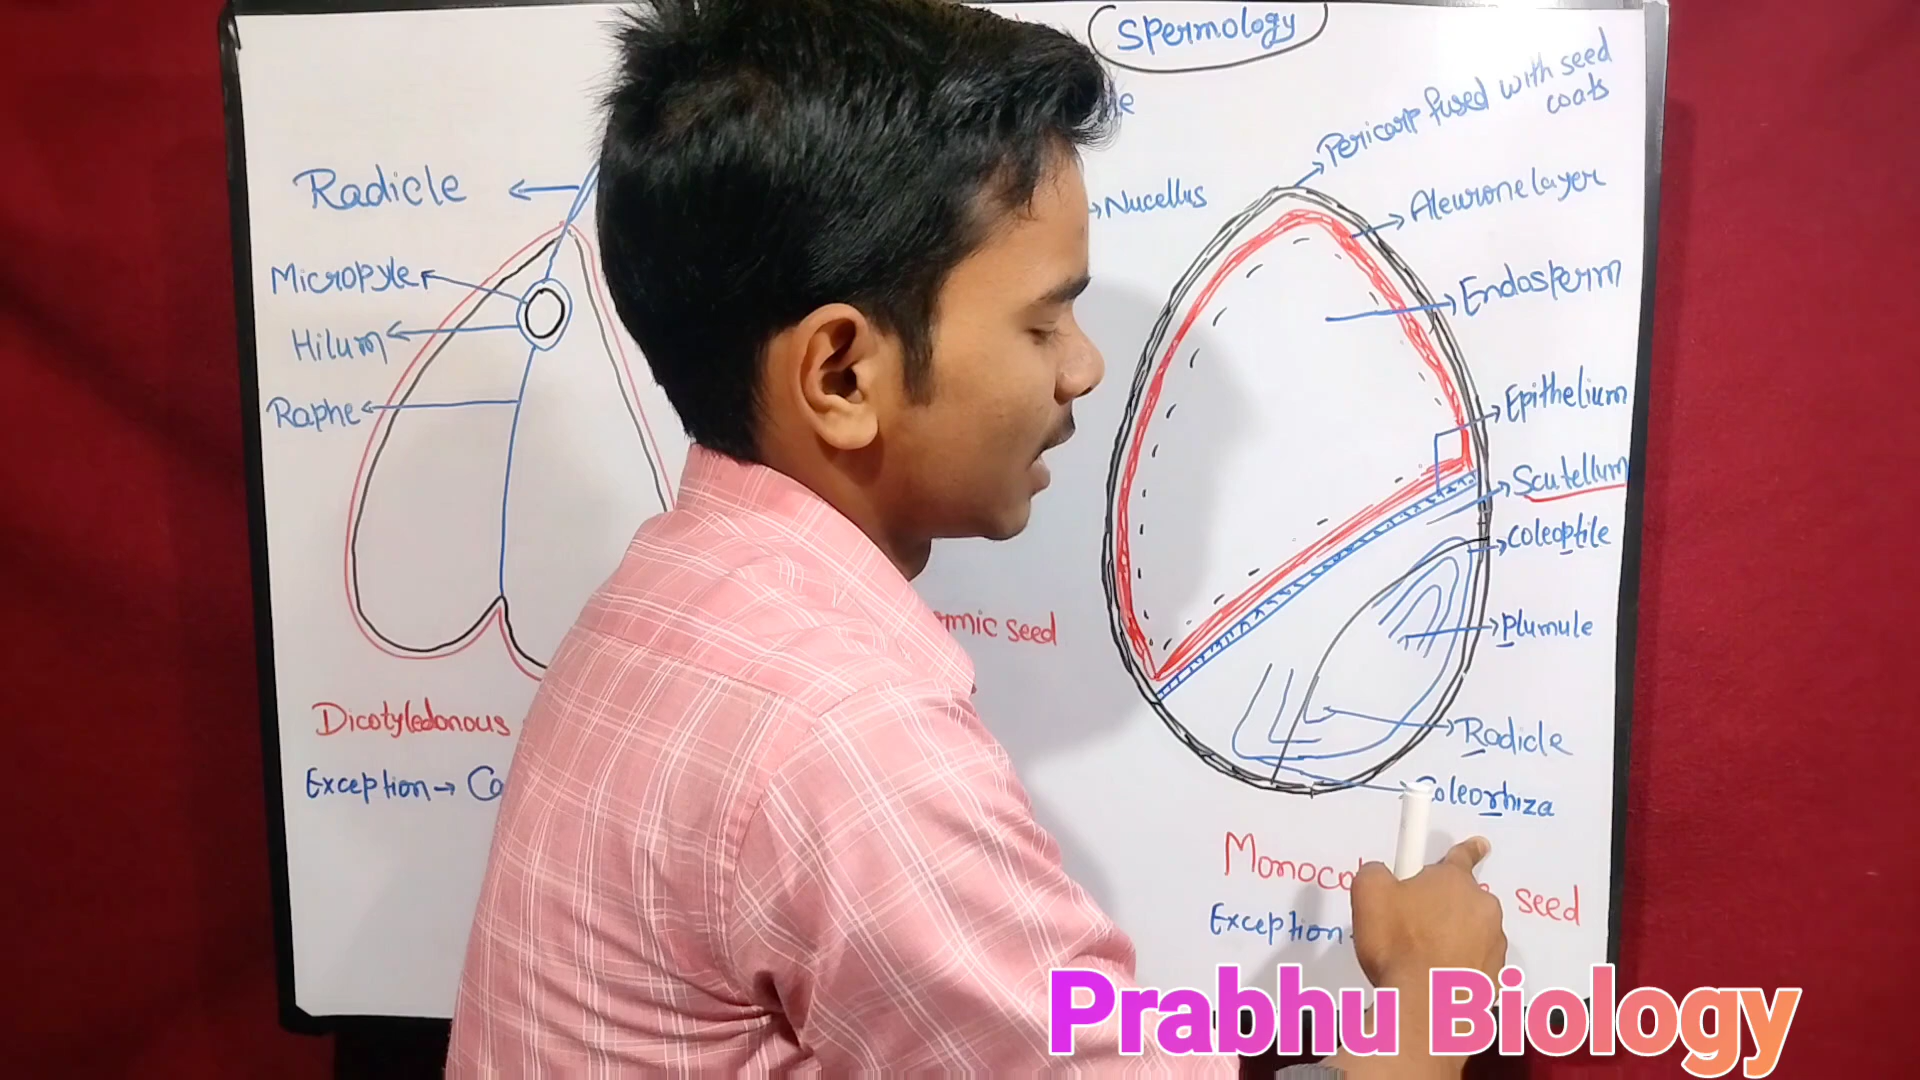 Spermology
Radicle
Micropyle
Hilum
Raphe
Dicotyledonous
Exception→
Nucellus
seed
Pericarp fused with seed
coats
Aleurone layer
Endosperm
Epithelium
Scutellum
coleoptile
plumule
Radicle
Coleorhiza
seed
Exception
Prabhu Biology